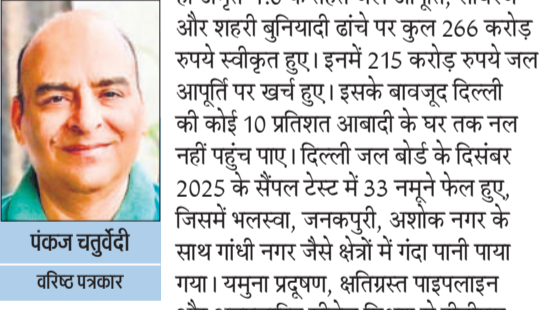 और शहरी बुनियादी ढांचे पर कुल 266 करोड़
रुपये स्वीकृत हुए। इनमें 215 करोड़ रुपये जल
आपूर्ति पर खर्च हुए। इसके बावजूद दिल्ली
की कोई 10 प्रतिशत आबादी के घर तक नल
नहीं पहुंच पाए। दिल्ली जल बोर्ड के दिसंबर
2025 के सैंपल टेस्ट में 33 नमूने फेल हुए,
जिसमें भलस्वा, जनकपुरी, अशोक नगर के
साथ गांधी नगर जैसे क्षेत्रों में गंदा पानी पाया
गया। यमुना प्रदूषण, क्षतिग्रस्त पाइपलाइन
पंकज चतुर्वेदी
वरिष्ठ पत्रकार